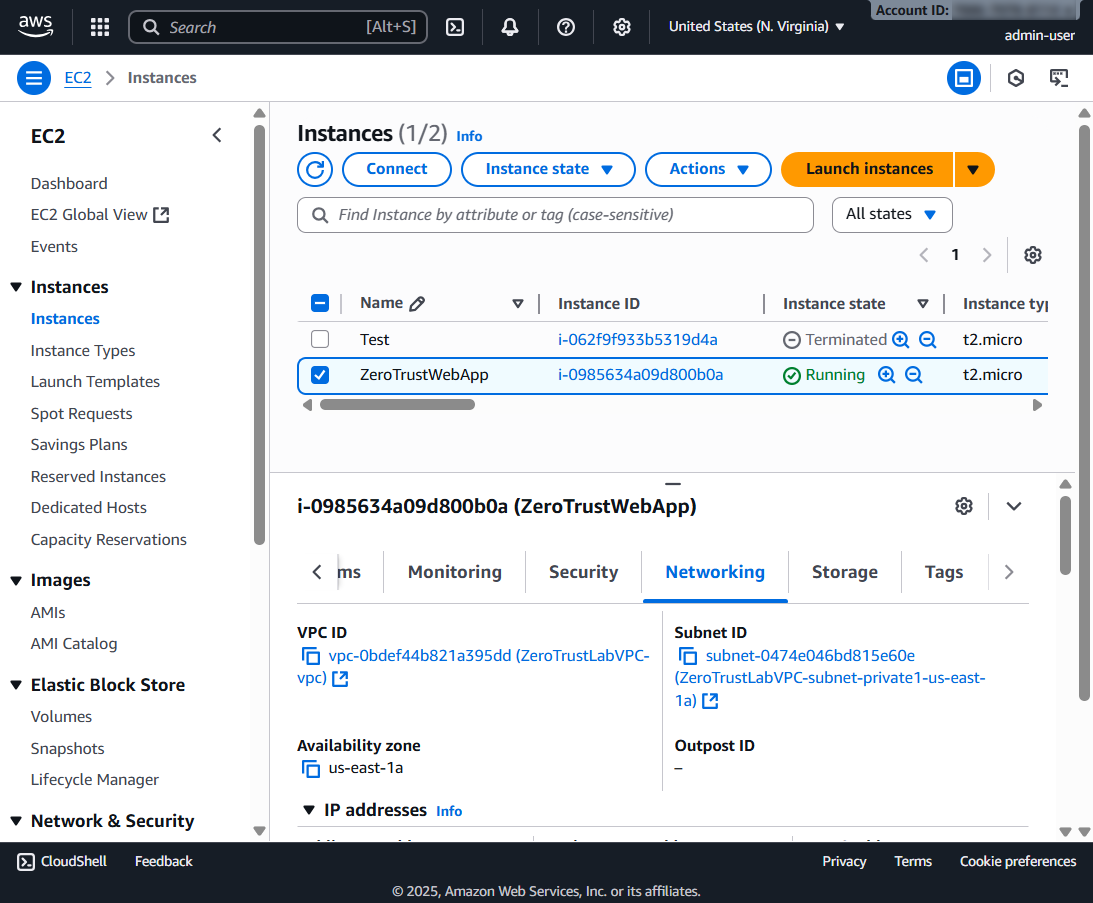 aws
Search [Alt+S]
United States (N. Virginia)
Account ID:
admin-user
EC2 Instances
EC2
Dashboard
EC2 Global View
Events
Instances
Instances
Instance Types
Launch Templates
Spot Requests
Savings Plans
Reserved Instances
Dedicated Hosts
Capacity Reservations
Images
AMIs
AMI Catalog
Elastic Block Store
Volumes
Snapshots
Lifecycle Manager
Network & Security
Instances (1/2) Info
Connect Instance state Actions Launch instances
Find Instance by attribute or tag (case-sensitive) All states
1
Name Instance ID Instance state Instance typ
Test i-062f9f933b5319d4a Terminated t2.micro
ZeroTrustWebApp i-0985634a09d800b0a Running t2.micro
i-0985634a09d800b0a (ZeroTrustWebApp)
ms Monitoring Security Networking Storage Tags
VPC ID
vpc-0bdef44b821a395dd (ZeroTrustLabVPC-
vpc)
Subnet ID
subnet-0474e046bd815e60e
(ZeroTrustLabVPC-subnet-private1-us-east-
1a)
Availability zone
us-east-1a
Outpost ID
–
IP addresses Info
CloudShell Feedback Privacy Terms Cookie preferences
© 2025, Amazon Web Services, Inc. or its affiliates.